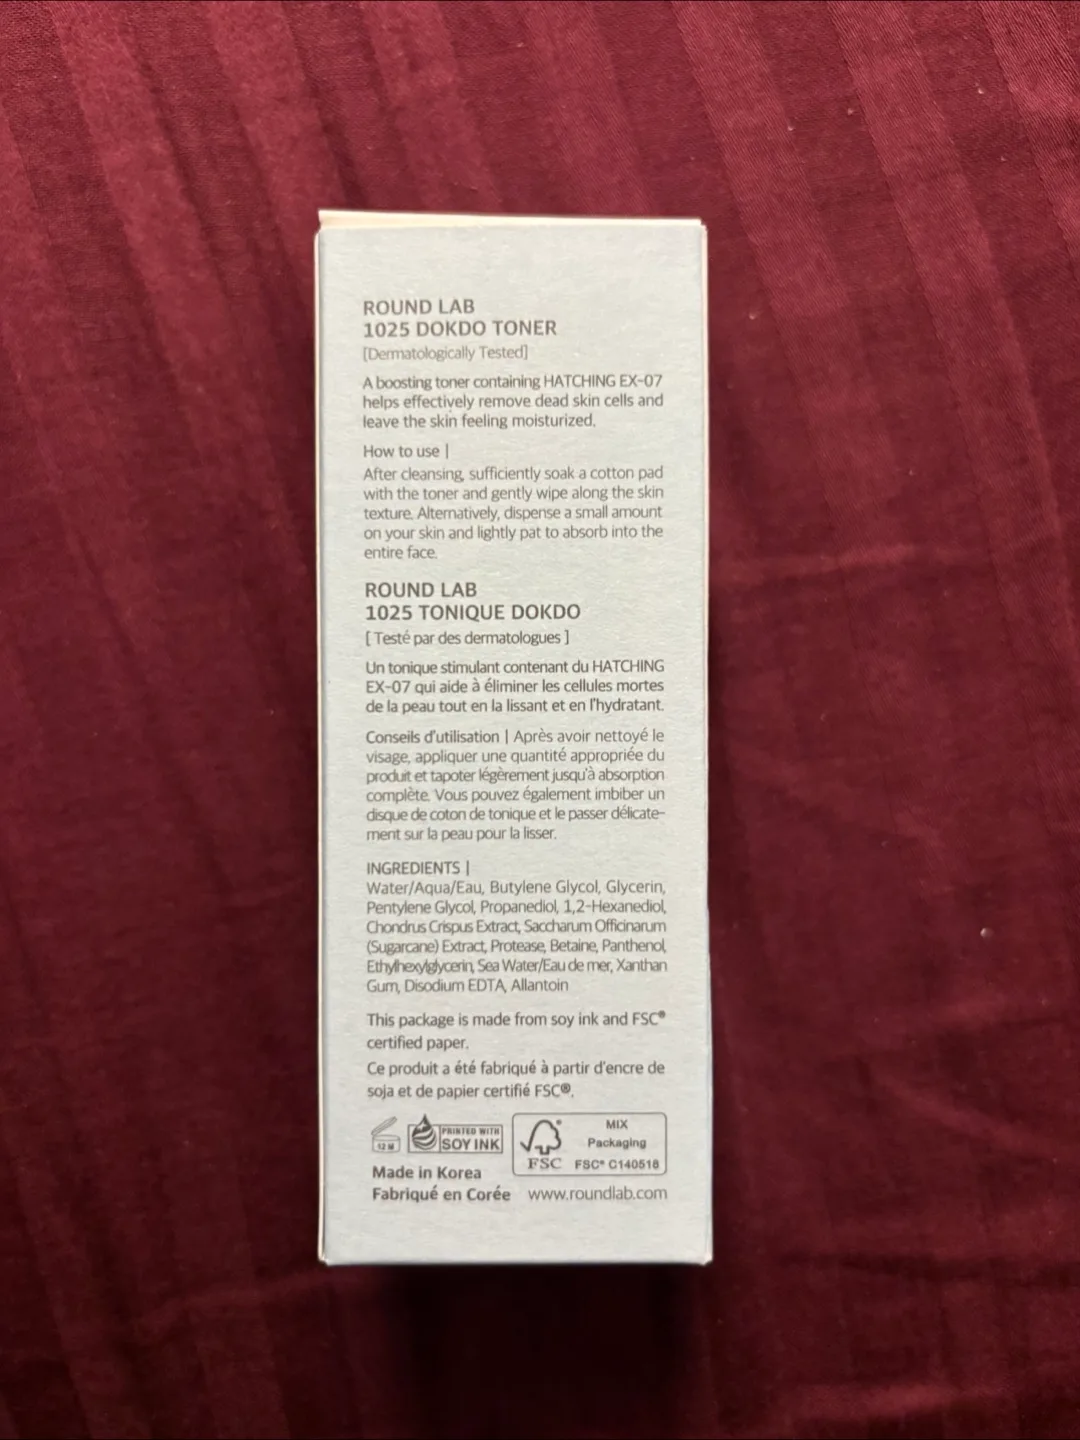 ROUND LAB
1025 DOKDO TONER
[Dermatologically Tested]
A boosting toner containing HATCHING EX-07
helps effectively remove dead skin cells and
leave the skin feeling moisturized.
How to use |
After cleansing, sufficiently soak a cotton pad
with the toner and gently wipe along the skin
texture. Alternatively, dispense a small amount
on your skin and lightly pat to absorb into the
entire face.
ROUND LAB
1025 TONIQUE DOKDO
[ Testé par des dermatologues ]
Un tonique stimulant contenant du HATCHING
EX-07 qui aide à éliminer les cellules mortes
de la peau tout en la lissant et en l'hydratant.
Conseils d'utilisation | Après avoir nettoyé le
visage, appliquer une quantité appropriée du
produit et tapoter légèrement jusqu'à absorption
complète. Vous pouvez également imbiber un
disque de coton de tonique et le passer délicate-
ment sur la peau pour la lisser.
INGREDIENTS |
Water/Aqua/Eau, Butylene Glycol, Glycerin,
Pentylene Glycol, Propanediol, 1,2-Hexanediol,
Chondrus Crispus Extract, Saccharum Officinarum
(Sugarcane) Extract, Protease, Betaine, Panthenol,
Ethylhexylglycerin, Sea Water/Eau de mer, Xanthan
Gum, Disodium EDTA, Allantoin
This package is made from soy ink and FSC®
certified paper.
Ce produit a été fabriqué à partir d'encre de
soja et de papier certifié FSC®.
12 M
PRINTED WITH
SOY INK
FSC
MIX
Packaging
FSC® C140518
Made in Korea
Fabriqué en Corée www.roundlab.com